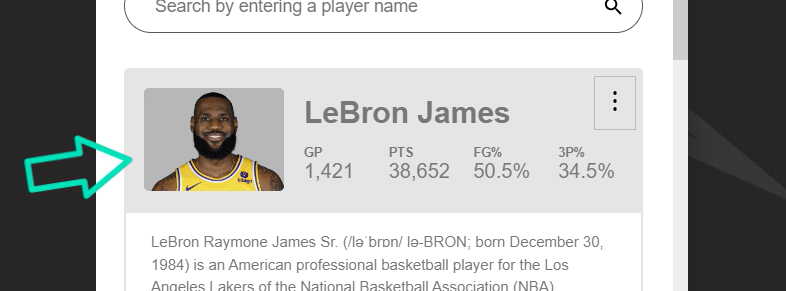 Search by entering a player name
LeBron James
GP PTS FG% 3P%
1,421 38,652 50.5% 34.5%
LeBron Raymone James Sr. (/ləˈbrɒn/ lə-BRON; born December 30,
1984) is an American professional basketball player for the Los
Angeles Lakers of the National Basketball Association (NBA)